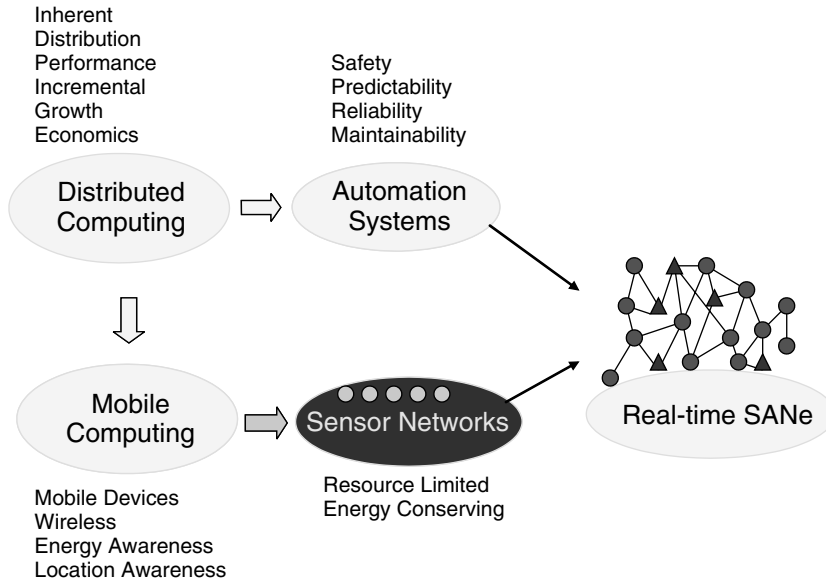 Inherent
Distribution
Performance
Incremental
Growth
Economics
Safety
Predictability
Reliability
Maintainability
Distributed
Computing
Automation
Systems
Mobile
Computing
Sensor Networks
Real-time SANe
Mobile Devices
Wireless
Energy Awareness
Location Awareness
Resource Limited
Energy Conserving